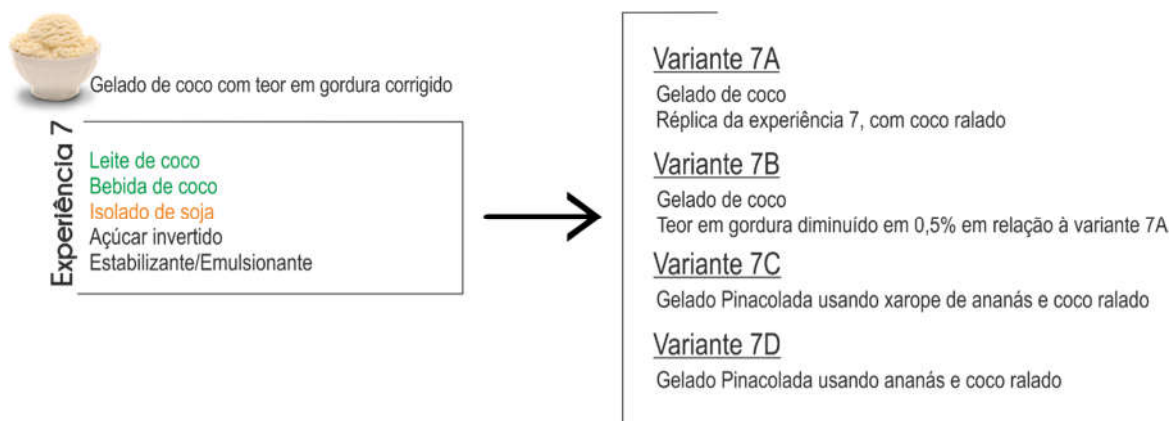 Gelado de coco com teor em gordura corrigido
Experiência 7
Leite de coco
Bebida de coco
Isolado de soja
Açúcar invertido
Estabilizante/Emulsionante
Variante 7A
Gelado de coco
Réplica da experiência 7, com coco ralado
Variante 7B
Gelado de coco
Teor em gordura diminuído em 0,5% em relação à variante 7A
Variante 7C
Gelado Pinacolada usando xarope de ananás e coco ralado
Variante 7D
Gelado Pinacolada usando ananás e coco ralado